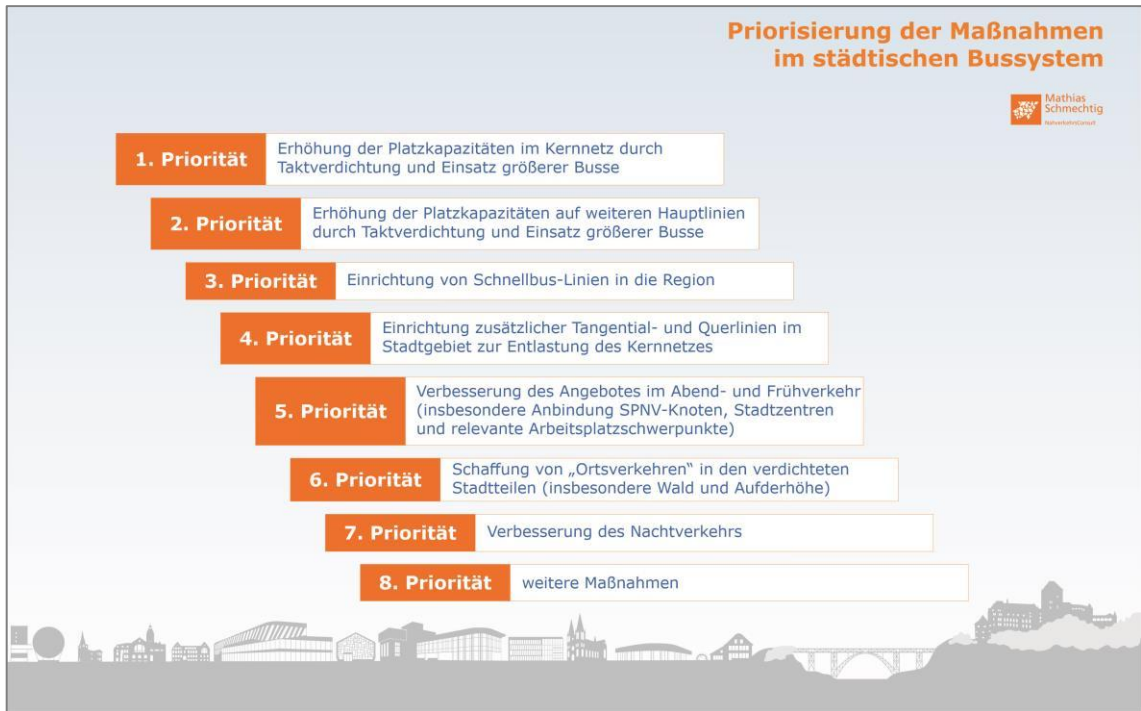 Priorisierung der Maßnahmen
im städtischen Bussystem
Mathias
Schmechtig
NahverkehrsConsult
1. Priorität
Erhöhung der Platzkapazitäten im Kernnetz durch
Taktverdichtung und Einsatz größerer Busse
2. Priorität
Erhöhung der Platzkapazitäten auf weiteren Hauptlinien
durch Taktverdichtung und Einsatz größerer Busse
3. Priorität
Einrichtung von Schnellbus-Linien in die Region
4. Priorität
Einrichtung zusätzlicher Tangential- und Querlinien im
Stadtgebiet zur Entlastung des Kernnetzes
5. Priorität
Verbesserung des Angebotes im Abend- und Frühverkehr
(insbesondere Anbindung SPNV-Knoten, Stadtzentren
und relevante Arbeitsplatzschwerpunkte)
6. Priorität
Schaffung von „Ortsverkehren“ in den verdichteten
Stadtteilen (insbesondere Wald und Aufderhöhe)
7. Priorität
Verbesserung des Nachtverkehrs
8. Priorität
weitere Maßnahmen